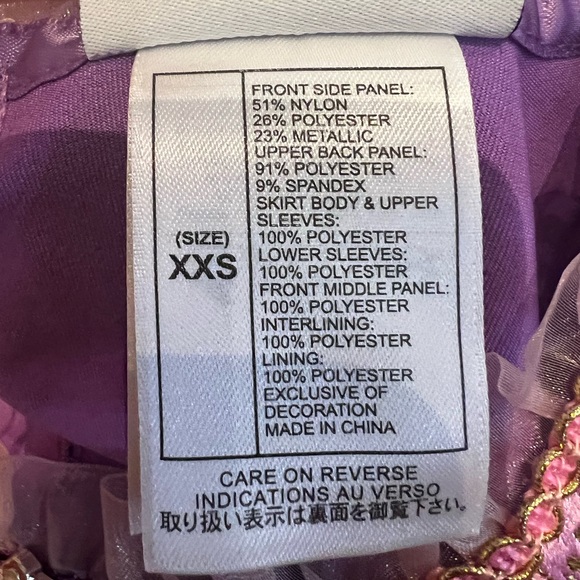 (SIZE)
XXS
FRONT SIDE PANEL:
51% NYLON
26% POLYESTER
23% METALLIC
UPPER BACK PANEL:
91% POLYESTER
9% SPANDEX
SKIRT BODY & UPPER
SLEEVES:
100% POLYESTER
LOWER SLEEVES:
100% POLYESTER
FRONT MIDDLE PANEL:
100% POLYESTER
INTERLINING:
100% POLYESTER
LINING:
100% POLYESTER
EXCLUSIVE OF
DECORATION
MADE IN CHINA
CARE ON REVERSE
INDICATIONS AU VERSO
取り扱い表示は裏面を御覧下さい。